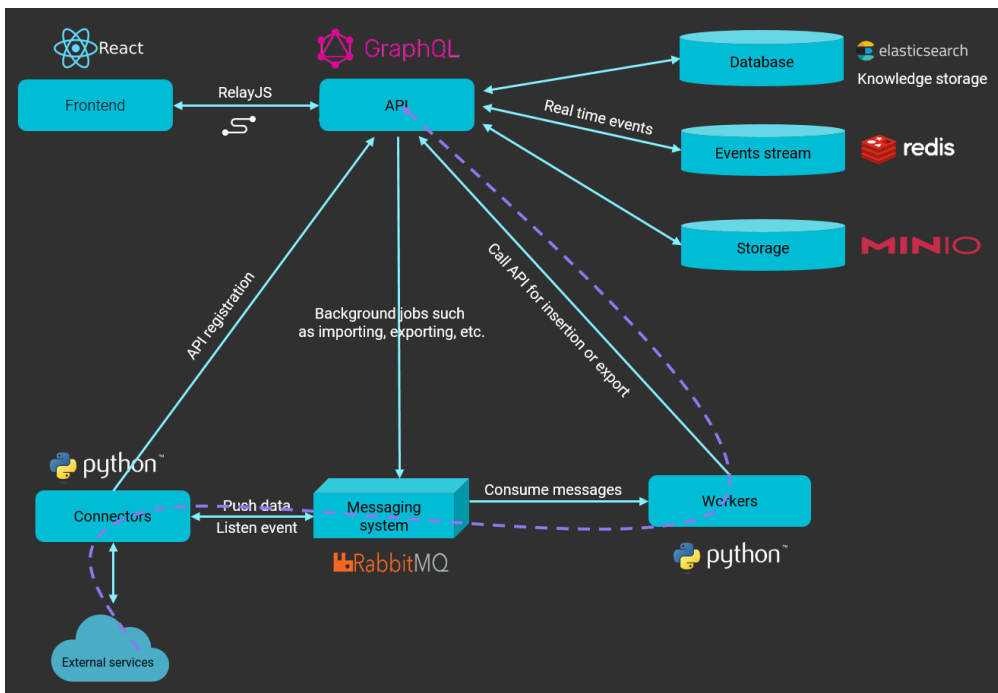 React
GraphQL
Database
elasticsearch
Knowledge storage
Frontend
RelayJS
API
Real time events
Events stream
redis
Storage
MINIO
API registration
Background jobs such
as importing, exporting, etc.
Call API for insertion or export
python™
Connectors
Push data
Listen event
Messaging
system
RabbitMQ
Consume messages
Workers
python™
External services